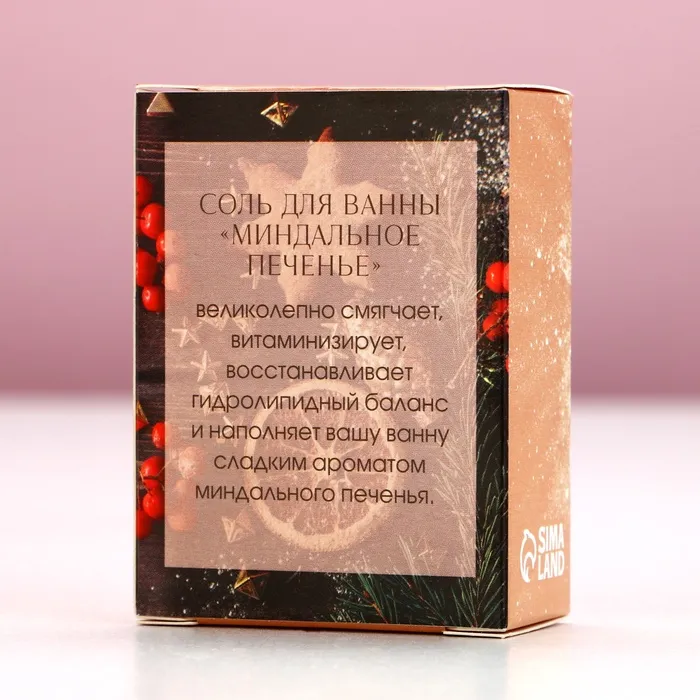 СОЛЬ ДЛЯ ВАННЫ
«МИНДАЛЬНОЕ
ПЕЧЕНЬЕ»
великолепно смягчает,
витаминизирует,
восстанавливает
гидролипидный баланс
и наполняет вашу ванну
сладким ароматом
миндального печенья.
SIMA
LAND